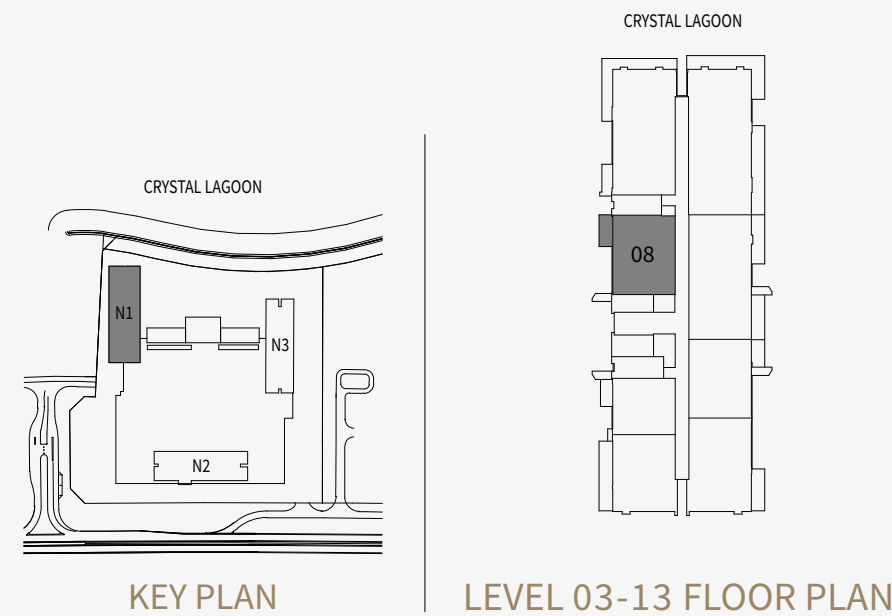 CRYSTAL LAGOON
N1
N3
N2
KEY PLAN
CRYSTAL LAGOON
08
LEVEL 03-13 FLOOR PLAN